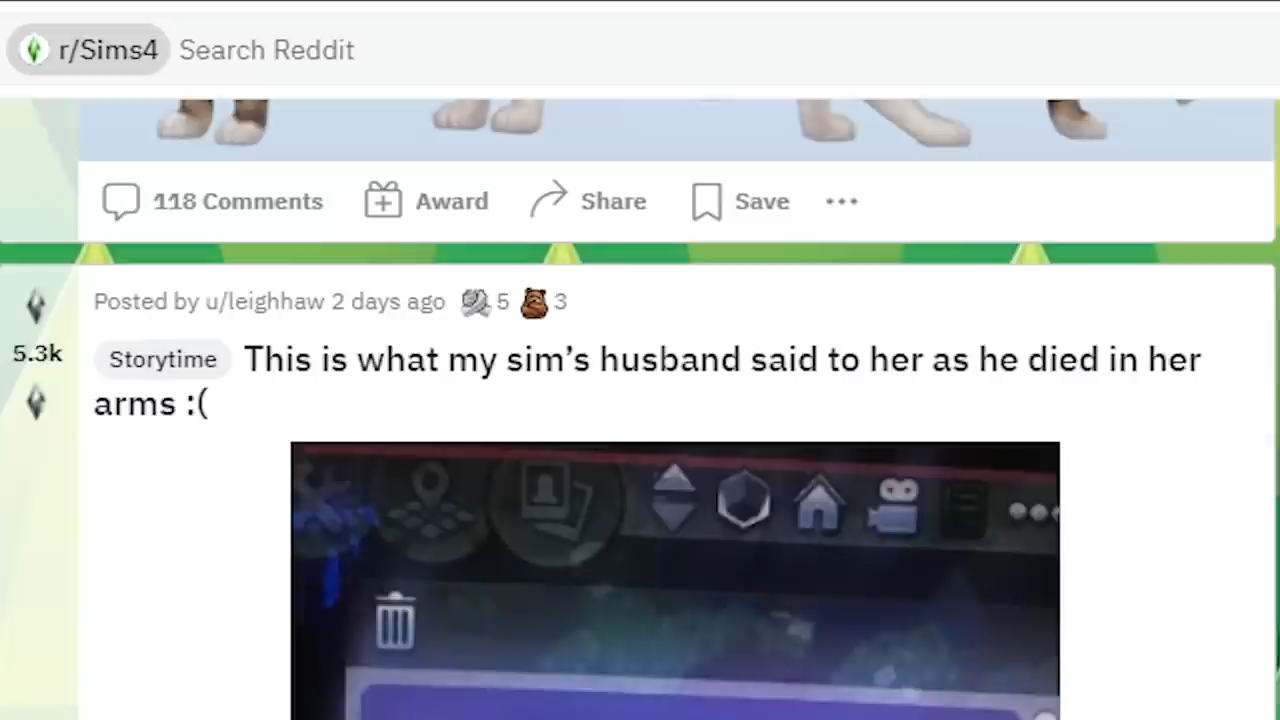 r/Sims4 Search Reddit
118 Comments Award Share Save
Posted by u/leighhaw 2 days ago 5 3
5.3k
Storytime This is what my sim’s husband said to her as he died in her
arms :(